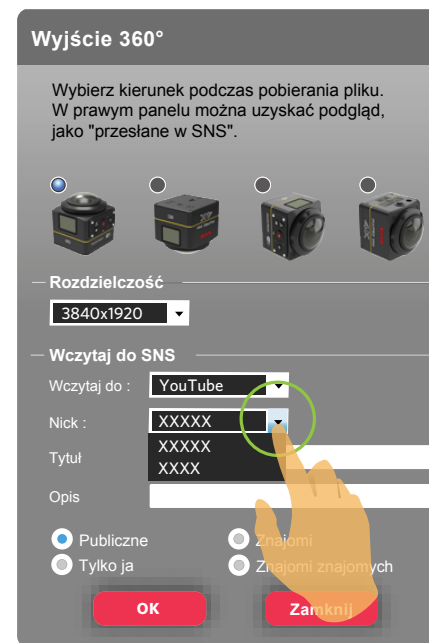 Wyjście 360°
Wybierz kierunek podczas pobierania pliku.
W prawym panelu można uzyskać podgląd,
jako "przesłane w SNS".
Rozdzielczość
3840x1920
Wczytaj do SNS
Wczytaj do : YouTube
Nick : XXXXX
XXXXX
Tytuł
XXXX
Opis
Publiczne Znajomi
Tylko ja Znajomi znajomych
OK Zamknij